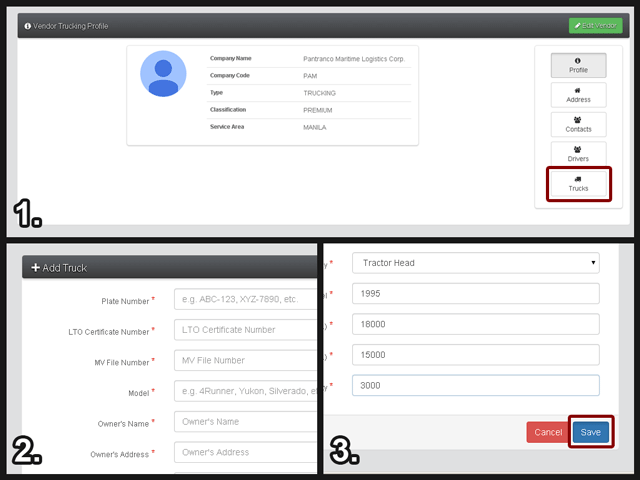 Vendor Trucking Profile
Edit Vendor
Company Name Pantranco Maritime Logistics Corp.
Company Code PAM
Type TRUCKING
Classification PREMIUM
Service Area MANILA
Profile
Address
Contacts
Drivers
Trucks
1.
Add Truck
Plate Number * e.g. ABC-123, XYZ-7890, etc.
LTO Certificate Number * LTO Certificate Number
MV File Number * MV File Number
Model * e.g. 4Runner, Yukon, Silverado, e
Owner's Name * Owner's Name
Owner's Address * Owner's Address
2.
y * Tractor Head
* 1995
) * 18000
) * 15000
y * 3000
Cancel
Save
3.